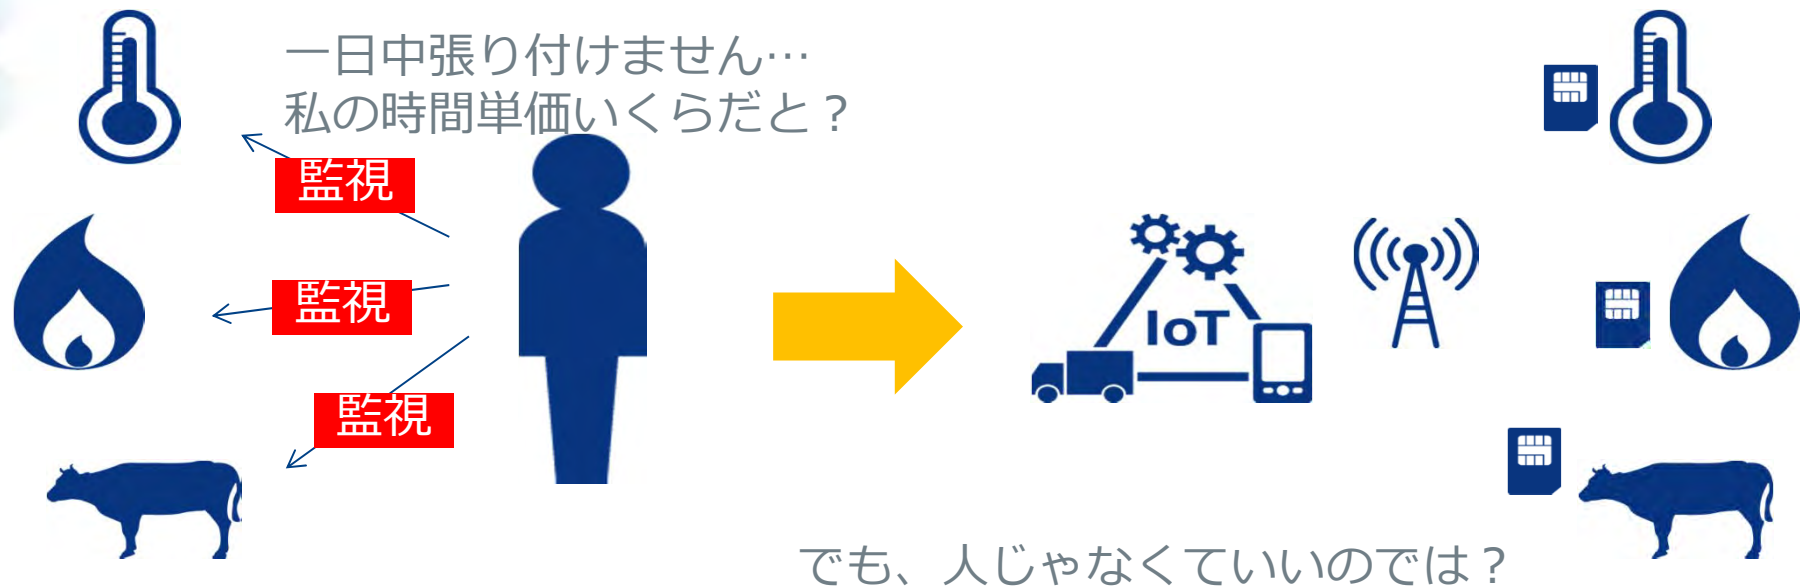 一日中張り付けません…
私の時間単価いくらだと？
監視
監視
監視
IoT
でも、人じゃなくていいのでは？